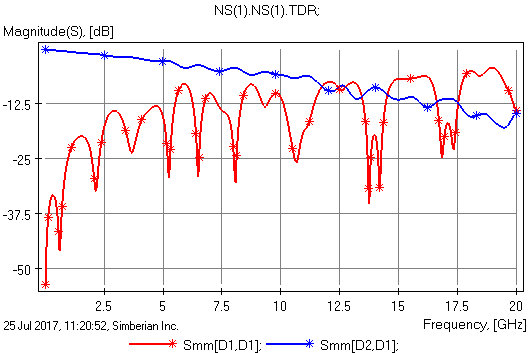 NS(1).NS(1).TDR;
Magnitude(S), [dB]
-12.5
-25
-37.5
-50
2.5 5 7.5 10 12.5 15 17.5 20
25 Jul 2017, 11:20:52, Simberian Inc. Frequency, [GHz]
Smm[D1,D1]; Smm[D2,D1];